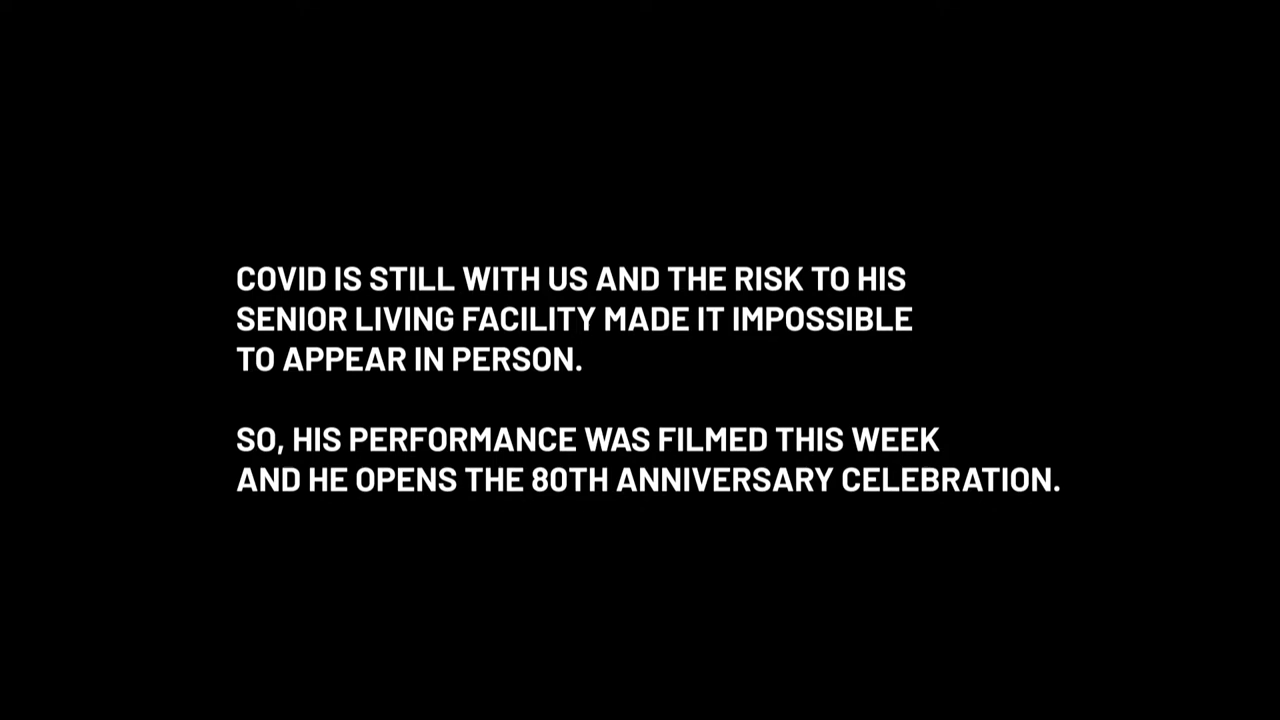 COVID IS STILL WITH US AND THE RISK TO HIS
SENIOR LIVING FACILITY MADE IT IMPOSSIBLE
TO APPEAR IN PERSON.
SO, HIS PERFORMANCE WAS FILMED THIS WEEK
AND HE OPENS THE 80TH ANNIVERSARY CELEBRATION.